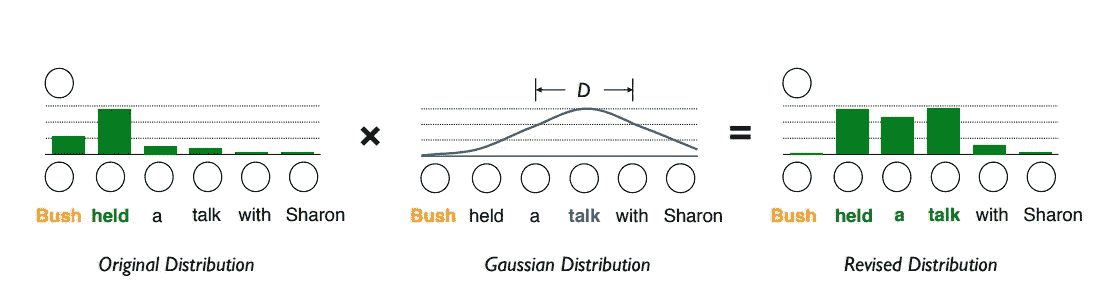 D
× =
Bush held a talk with Sharon Bush held a talk with Sharon Bush held a talk with Sharon
Original Distribution Gaussian Distribution Revised Distribution